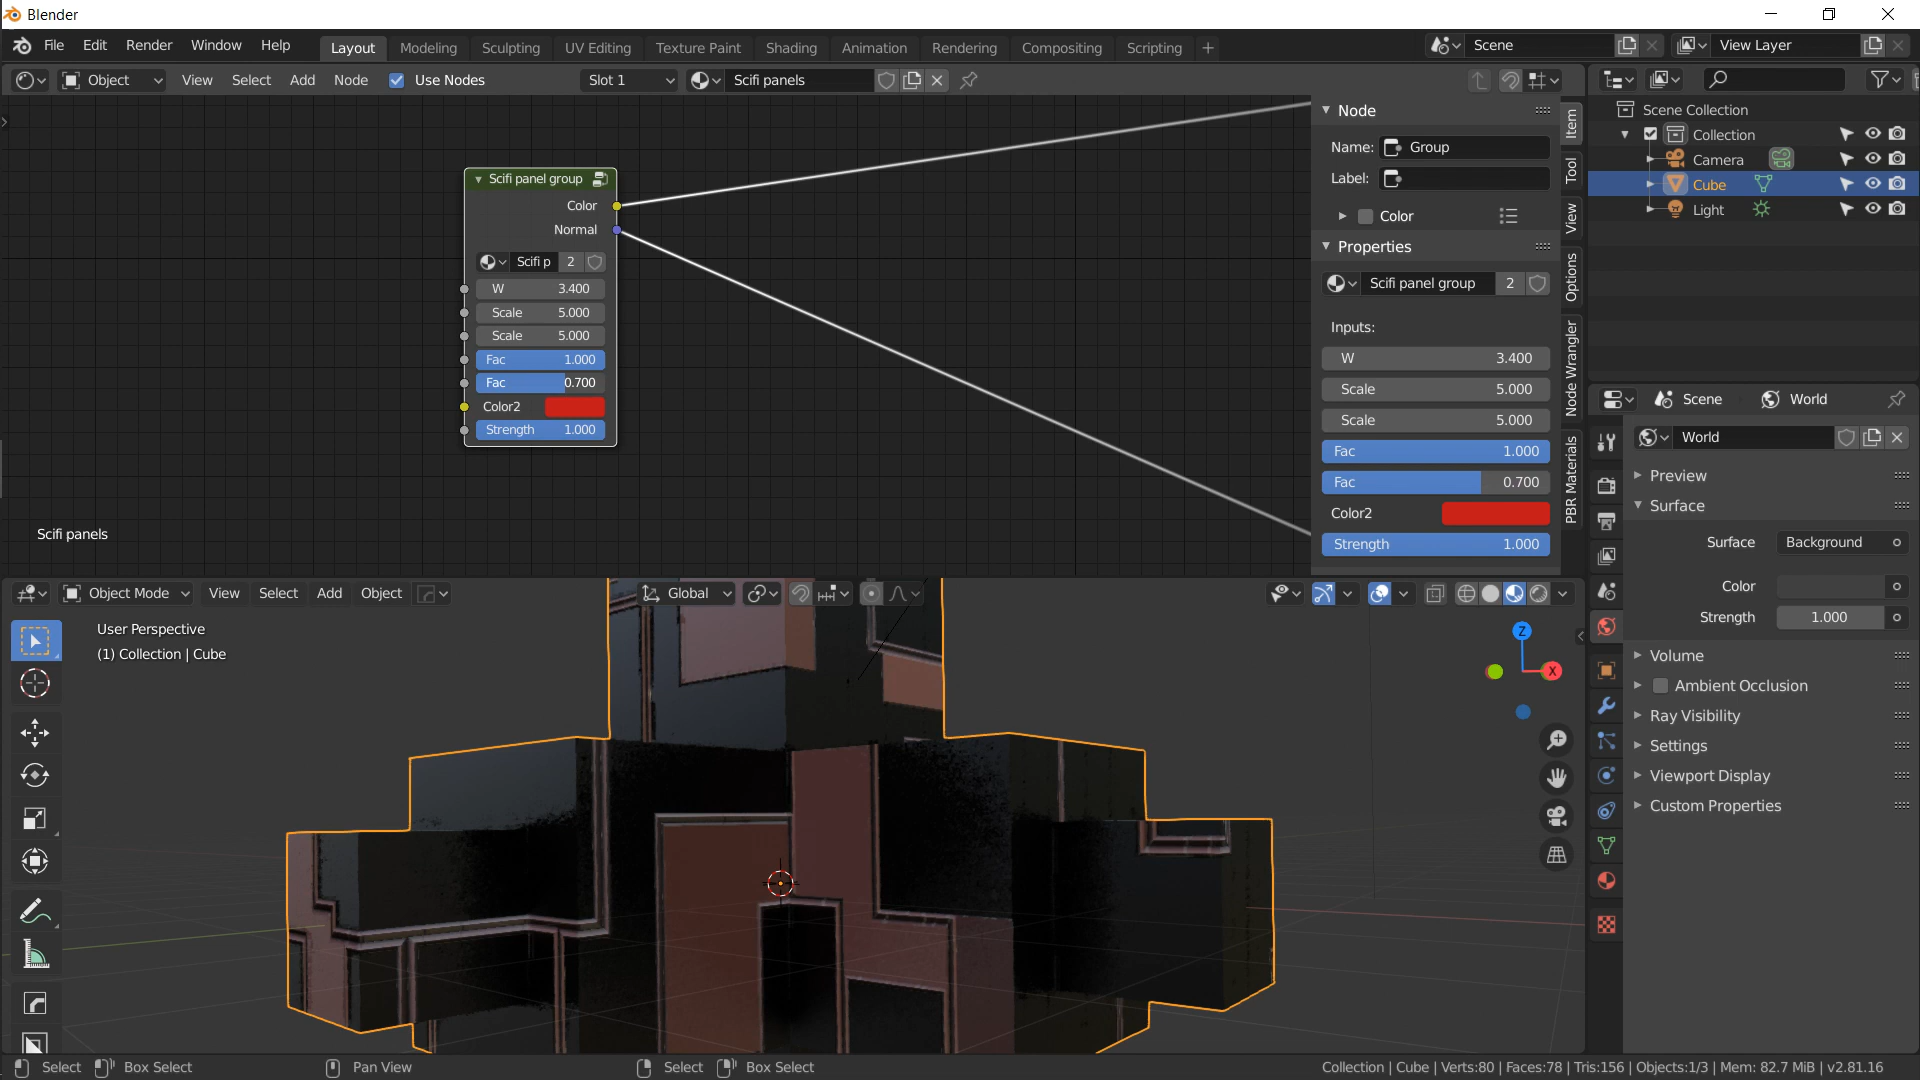 Blender
File Edit Render Window Help Layout Modeling Sculpting UV Editing Texture Paint Shading Animation Rendering Compositing Scripting + Scene View Layer
Object View Select Add Node Use Nodes Slot 1 Scifi panels
Scifi panel group
Color
Normal
Scifi p 2
W 3.400
Scale 5.000
Scale 5.000
Fac 1.000
Fac 0.700
Color2
Strength 1.000
Scifi panels
Node
Name: Group
Label:
Color
Properties
Scifi panel group 2
Inputs:
W 3.400
Scale 5.000
Scale 5.000
Fac 1.000
Fac 0.700
Color2
Strength 1.000
Item
Tool
View
Options
Node Wrangler
PBR Materials
Scene Collection
Collection
Camera
Cube
Light
Scene World
World
Preview
Surface
Surface Background
Color
Strength 1.000
Volume
Ambient Occlusion
Ray Visibility
Settings
Viewport Display
Custom Properties
Object Mode View Select Add Object Global
User Perspective
(1) Collection | Cube
Z
X
Select Box Select Pan View Select Box Select Collection | Cube | Verts:80 | Faces:78 | Tris:156 | Objects:1/3 | Mem: 82.7 MiB | v2.81.16